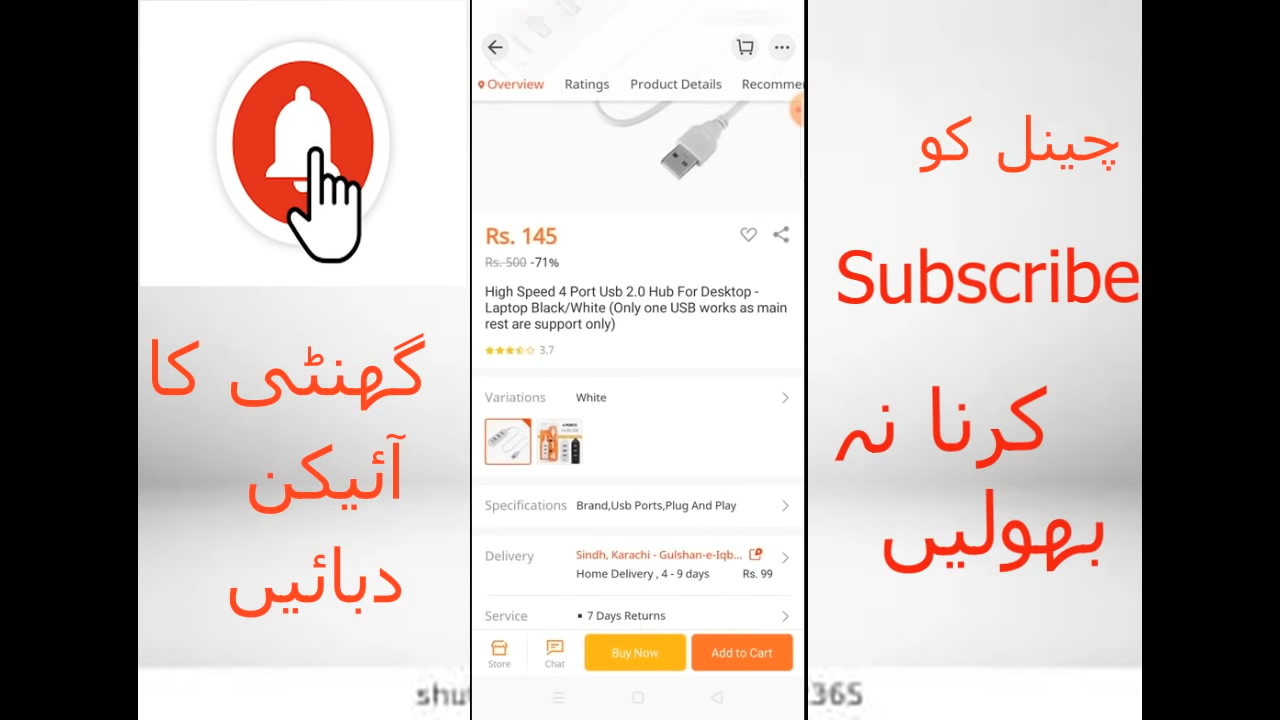 گھنٹی کا
آئیکن
دبائیں
Overview Ratings Product Details Recommen
Rs. 145
Rs. 500 -71%
High Speed 4 Port Usb 2.0 Hub For Desktop -
Laptop Black/White (Only one USB works as main
rest are support only)
3.7
Variations White
Specifications Brand,Usb Ports,Plug And Play
Delivery Sindh, Karachi - Gulshan-e-Iqb...
Home Delivery , 4 - 9 days Rs. 99
Service 7 Days Returns
Store Chat Buy Now Add to Cart
چینل کو
Subscribe
کرنا نہ
بھولیں
365